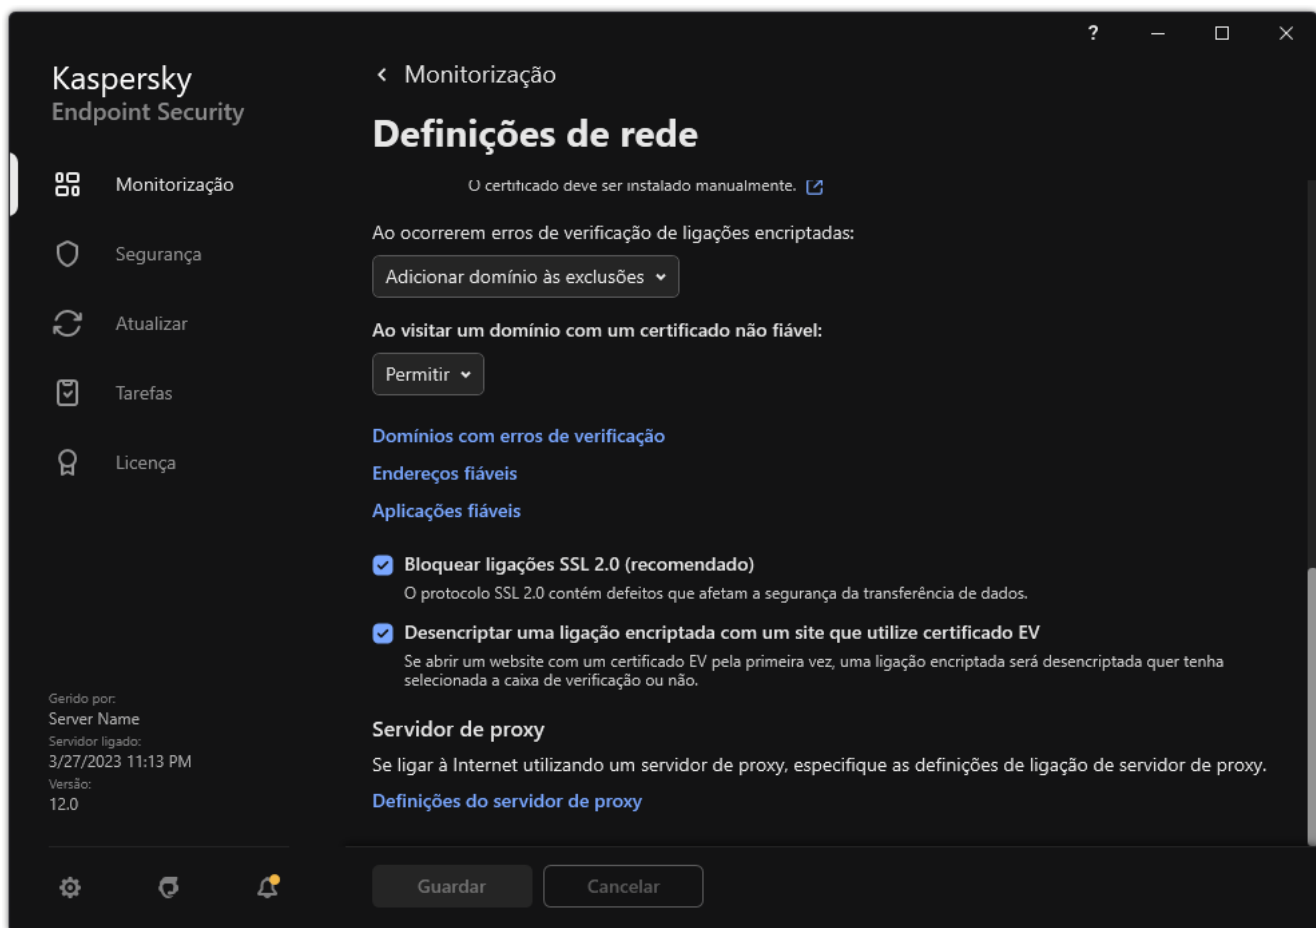 ?
Kaspersky
Endpoint Security
Monitorização
Segurança
Atualizar
Tarefas
Licença
Gerido por:
Server Name
Servidor ligado:
3/27/2023 11:13 PM
Versão:
12.0
Monitorização
Definições de rede
O certificado deve ser instalado manualmente.
Ao ocorrerem erros de verificação de ligações encriptadas:
Adicionar domínio às exclusões
Ao visitar um domínio com um certificado não fiável:
Permitir
Domínios com erros de verificação
Endereços fiáveis
Aplicações fiáveis
Bloquear ligações SSL 2.0 (recomendado)
O protocolo SSL 2.0 contém defeitos que afetam a segurança da transferência de dados.
Desencriptar uma ligação encriptada com um site que utilize certificado EV
Se abrir um website com um certificado EV pela primeira vez, uma ligação encriptada será desencriptada quer tenha
selecionada a caixa de verificação ou não.
Servidor de proxy
Se ligar à Internet utilizando um servidor de proxy, especifique as definições de ligação de servidor de proxy.
Definições do servidor de proxy
Guardar
Cancelar